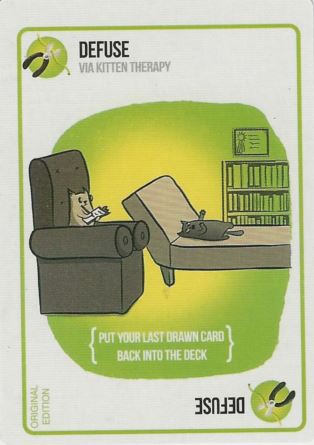 DEFUSE
VIA KITTEN THERAPY
PUT YOUR LAST DRAWN CARD
BACK INTO THE DECK
ORIGINAL
EDITION
DEFUSE